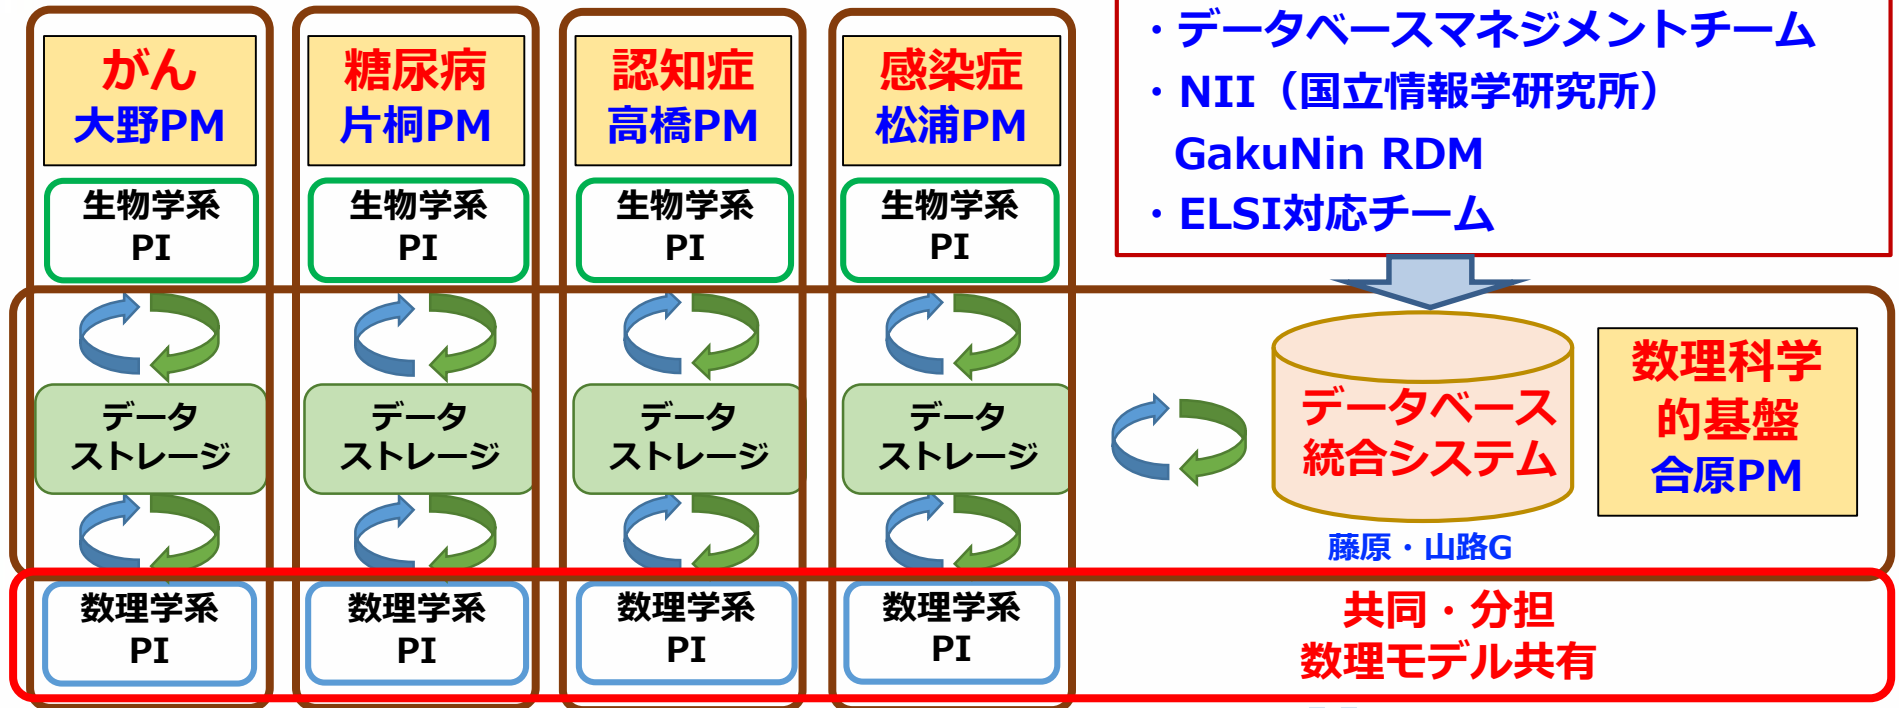 がん
大野PM
生物学系
PI
データ
ストレージ
数理学系
PI
糖尿病
片桐PM
生物学系
PI
データ
ストレージ
数理学系
PI
認知症
高橋PM
生物学系
PI
データ
ストレージ
数理学系
PI
感染症
松浦PM
生物学系
PI
データ
ストレージ
数理学系
PI
・データベースマネジメントチーム
・NII（国立情報学研究所）
GakuNin RDM
・ELSI対応チーム
データベース
統合システム
藤原・山路G
数理科学
的基盤
合原PM
共同・分担
数理モデル共有